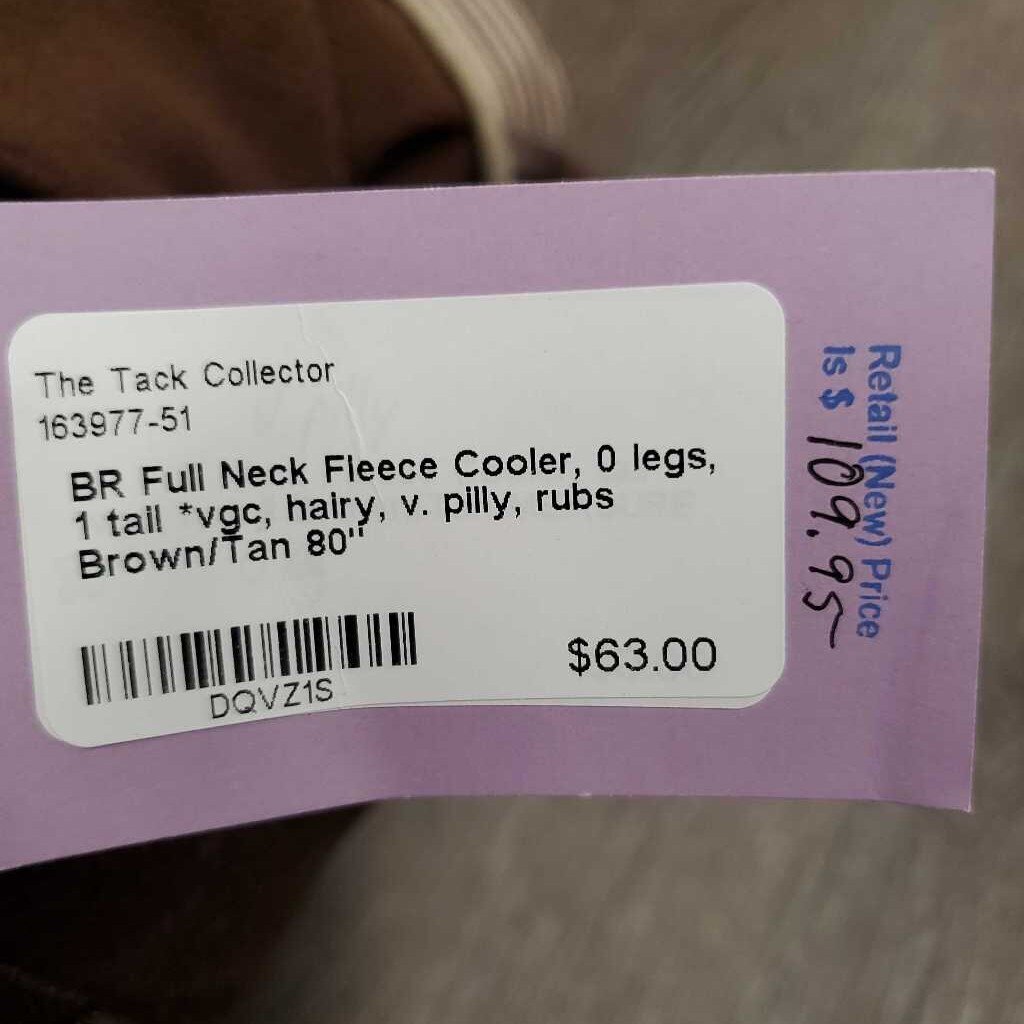 The Tack Collector
163977-51
BR Full Neck Fleece Cooler, 0 legs,
1 tail *vgc, hairy, v. pilly, rubs
Brown/Tan 80"
DQVZ1S
$63.00
Retail (New) Price
Is $ 109.95